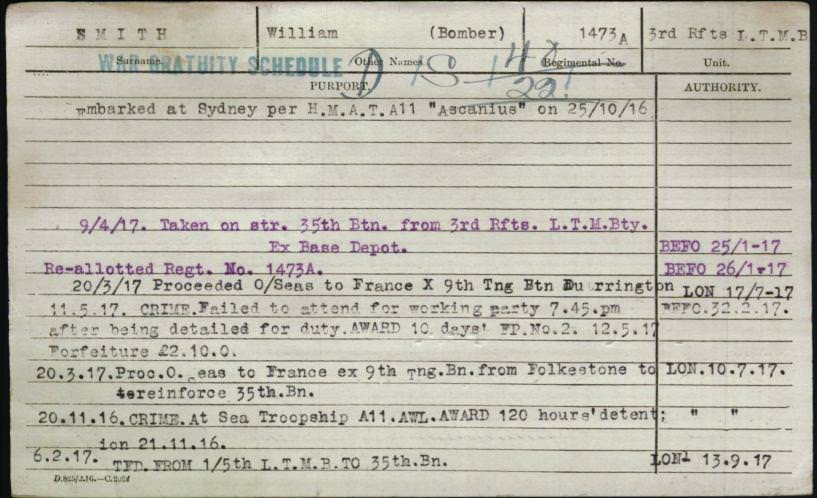 SMITH William (Bomber) 1473A 3rd Rfts L.T.M.B
Surname. Other Names Regimental No. Unit.
WAR GRATUITY SCHEDULE
PURPORT. AUTHORITY.
Embarked at Sydney per H.M.A.T.A11 "Ascanius" on 25/10/16
9/4/17. Taken on str. 35th Btn. from 3rd Rfts. L.T.M.Bty.
Ex Base Depot. BEFO 25/1-17
Re-allotted Regt. No. 1473A. BEFO 26/1-17
20/3/17 Proceeded O/Seas to France X 9th Tng Btn Durrington LON 17/7-17
11.5.17. CRIME.Failed to attend for working party 7.45.pm BEFO.32.2.17.
after being detailed for duty.AWARD 10 days' FP.No.2. 12.5.17
Forfeiture £2.10.0.
20.3.17.Proc.O. eas to France ex 9th Tng.Bn.from Folkestone to LON.10.7.17.
reinforce 35th.Bn.
20.11.16.CRIME.At Sea Troopship A11.AWL.AWARD 120 hours'detent; " "
ion 21.11.16.
6.2.17. TFD.FROM 1/5th L.T.M.B.TO 35th.Bn. LON 13.9.17